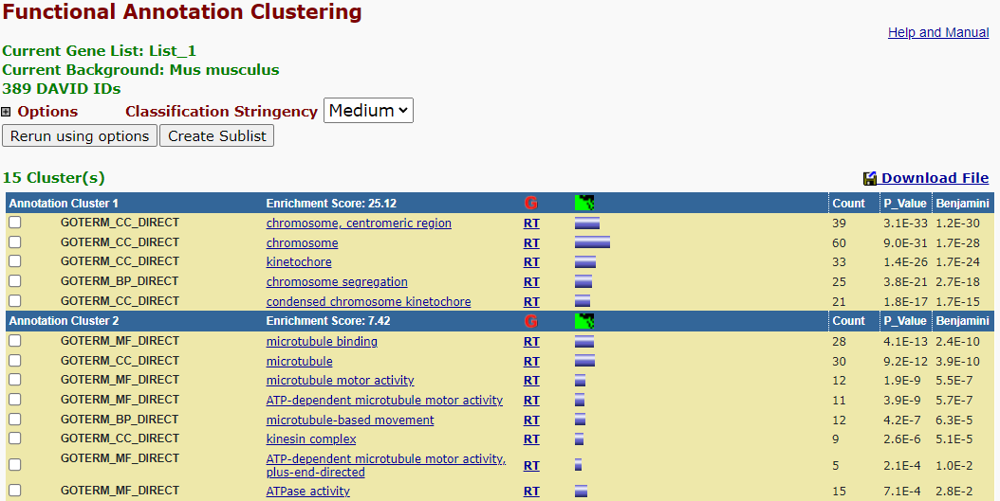 Functional Annotation Clustering
Help and Manual
Current Gene List: List_1
Current Background: Mus musculus
389 DAVID IDs
Options Classification Stringency Medium
Rerun using options Create Sublist
15 Cluster(s) Download File
Annotation Cluster 1 Enrichment Score: 25.12 G Count P_Value Benjamini
GOTERM_CC_DIRECT chromosome, centromeric region RT 39 3.1E-33 1.2E-30
GOTERM_CC_DIRECT chromosome RT 60 9.0E-31 1.7E-28
GOTERM_CC_DIRECT kinetochore RT 33 1.4E-26 1.7E-24
GOTERM_BP_DIRECT chromosome segregation RT 25 3.8E-21 2.7E-18
GOTERM_CC_DIRECT condensed chromosome kinetochore RT 21 1.8E-17 1.7E-15
Annotation Cluster 2 Enrichment Score: 7.42 G Count P_Value Benjamini
GOTERM_MF_DIRECT microtubule binding RT 28 4.1E-13 2.4E-10
GOTERM_CC_DIRECT microtubule RT 30 9.2E-12 3.9E-10
GOTERM_MF_DIRECT microtubule motor activity RT 12 1.9E-9 5.5E-7
GOTERM_MF_DIRECT ATP-dependent microtubule motor activity RT 11 3.9E-9 5.7E-7
GOTERM_BP_DIRECT microtubule-based movement RT 12 4.2E-7 6.3E-5
GOTERM_CC_DIRECT kinesin complex RT 9 2.6E-6 5.1E-5
GOTERM_MF_DIRECT ATP-dependent microtubule motor activity,
plus-end-directed RT 5 2.1E-4 1.0E-2
GOTERM_MF_DIRECT ATPase activity RT 15 7.1E-4 2.8E-2